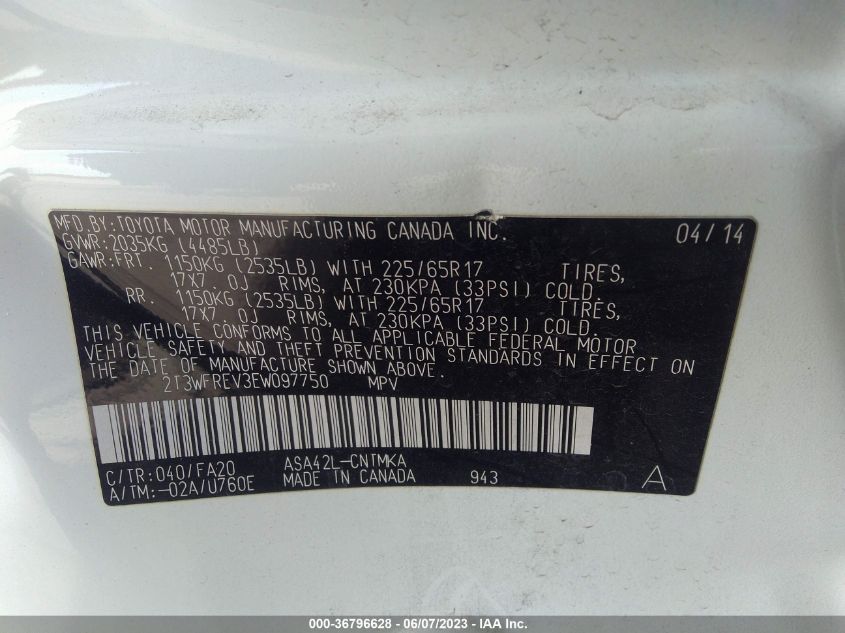 MFD.BY:TOYOTA MOTOR MANUFACTURING CANADA INC. 04/14
GVWR:2035KG (4485LB)
GAWR:FRT. 1150KG (2535LB) WITH 225/65R17 TIRES,
17X7.0J RIMS, AT 230KPA (33PSI) COLD.
RR. 1150KG (2535LB) WITH 225/65R17 TIRES,
17X7.0J RIMS, AT 230KPA (33PSI) COLD.
THIS VEHICLE CONFORMS TO ALL APPLICABLE FEDERAL MOTOR
VEHICLE SAFETY AND THEFT PREVENTION STANDARDS IN EFFECT ON
THE DATE OF MANUFACTURE SHOWN ABOVE.
2T3WFREV3EW097750 MPV
C/TR:040/FA20 ASA42L-CNTMKA
A/TM:-02A/U760E MADE IN CANADA 943 A
000-36796628 - 06/07/2023 - IAA Inc.